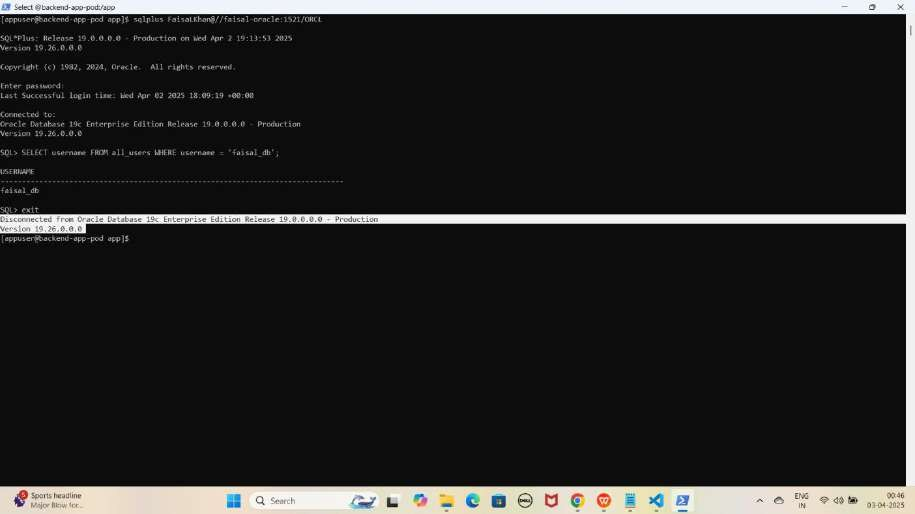 Select @backend-app-pod:/app
[appuser@backend-app-pod app]$ sqlplus FaisaLKhan@//faisal-oracle:1521/ORCL
SQL*Plus: Release 19.0.0.0.0 - Production on Wed Apr 2 19:13:53 2025
Version 19.26.0.0.0
Copyright (c) 1982, 2024, Oracle.  All rights reserved.
Enter password:
Last Successful login time: Wed Apr 02 2025 18:09:19 +00:00
Connected to:
Oracle Database 19c Enterprise Edition Release 19.0.0.0.0 - Production
Version 19.26.0.0.0
SQL> SELECT username FROM all_users WHERE username = 'faisal_db';
USERNAME
--------------------------------------------------------------------------------
faisal_db
SQL> exit
Disconnected from Oracle Database 19c Enterprise Edition Release 19.0.0.0.0 - Production
Version 19.26.0.0.0
[appuser@backend-app-pod app]$
5
Sports headline
Major Blow for...
Search
DELL
ENG
IN
00:46
03-04-2025